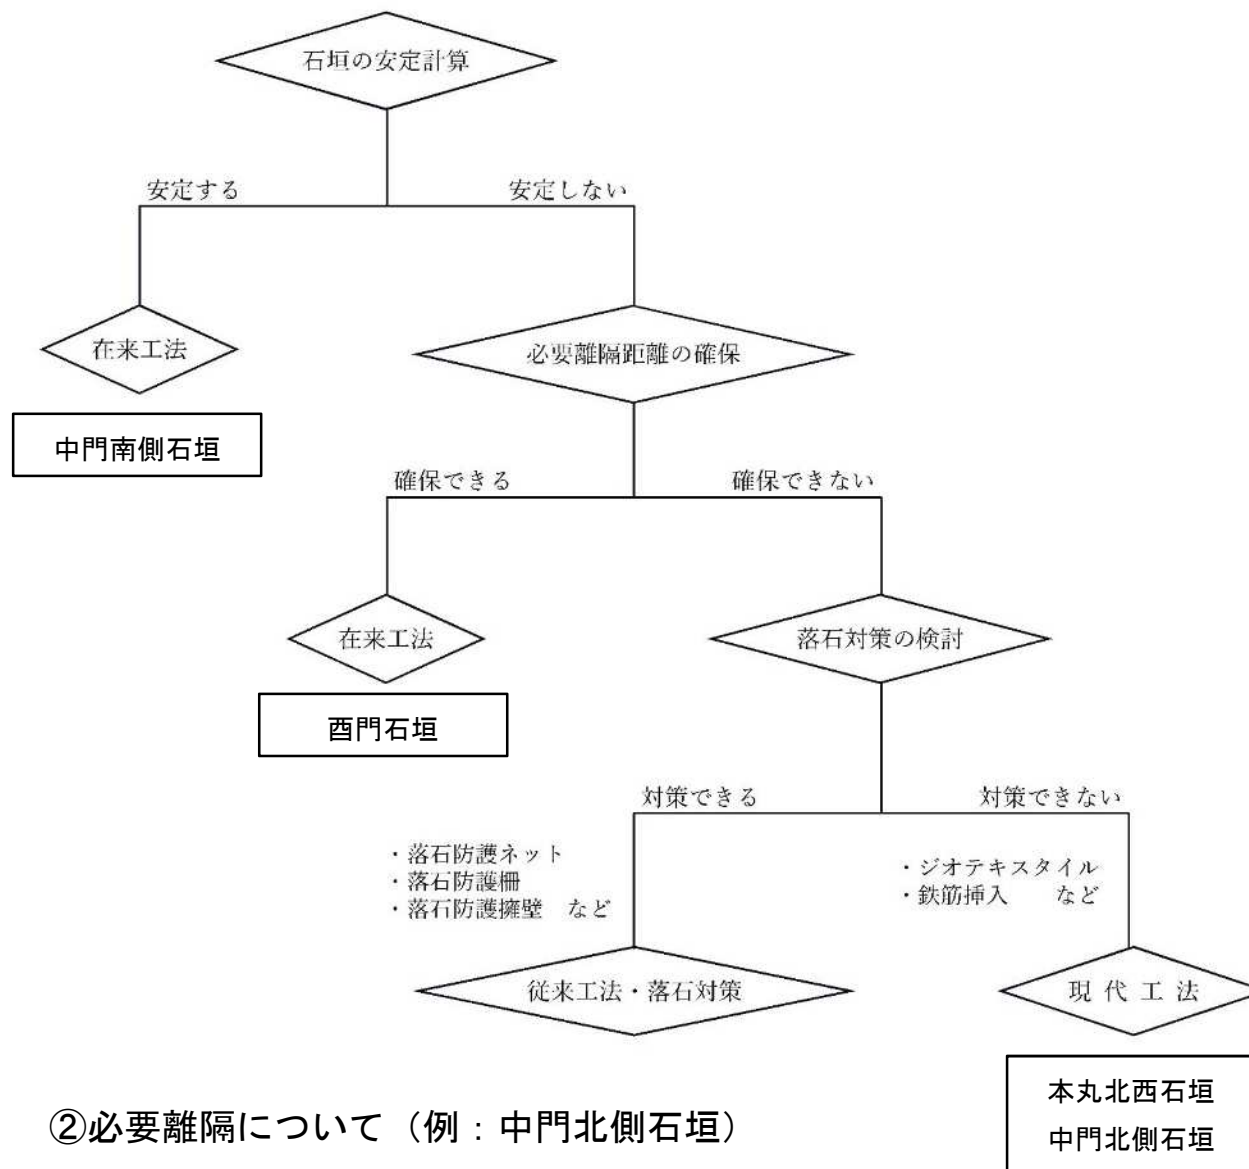 石垣の安定計算
安定する
安定しない
在来工法
必要離隔距離の確保
中門南側石垣
確保できる
確保できない
在来工法
落石対策の検討
酉門石垣
対策できる
対策できない
・落石防護ネット
・落石防護柵
・落石防護擁壁 など
・ジオテキスタイル
・鉄筋挿入 など
従来工法・落石対策
現代工法
本丸北西石垣
中門北側石垣
②必要離隔について（例：中門北側石垣）